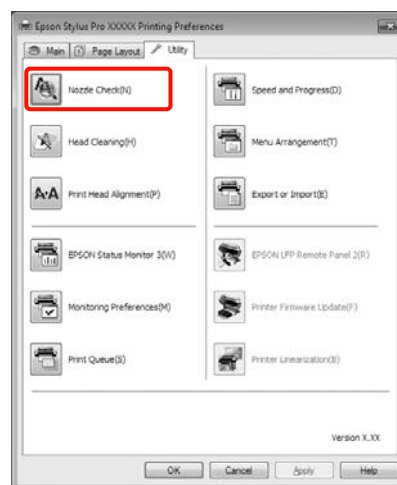 Epson Stylus Pro XXXXX Printing Preferences
Main Page Layout Utility
Nozzle Check(N)
Speed and Progress(D)
Head Cleaning(H)
Menu Arrangement(T)
Print Head Alignment(P)
Export or Import(E)
EPSON Status Monitor 3(W)
EPSON LFP Remote Panel 2(R)
Monitoring Preferences(M)
Printer Firmware Update(F)
Print Queue(S)
Printer Linearization(B)
Version X.XX
OK Cancel Apply Help